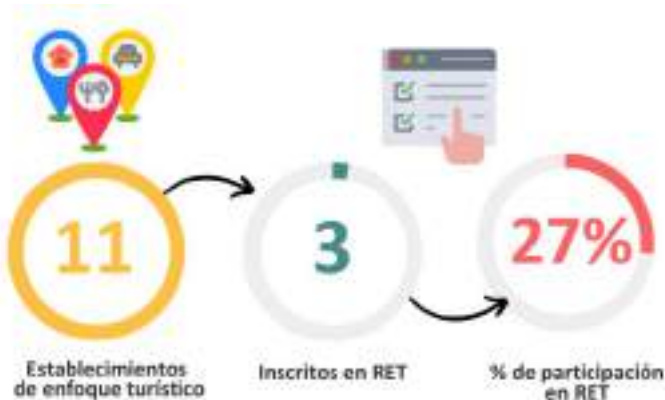 11
3
27%
Establecimientos
de enfoque turístico
Inscritos en RET
% de participación
en RET